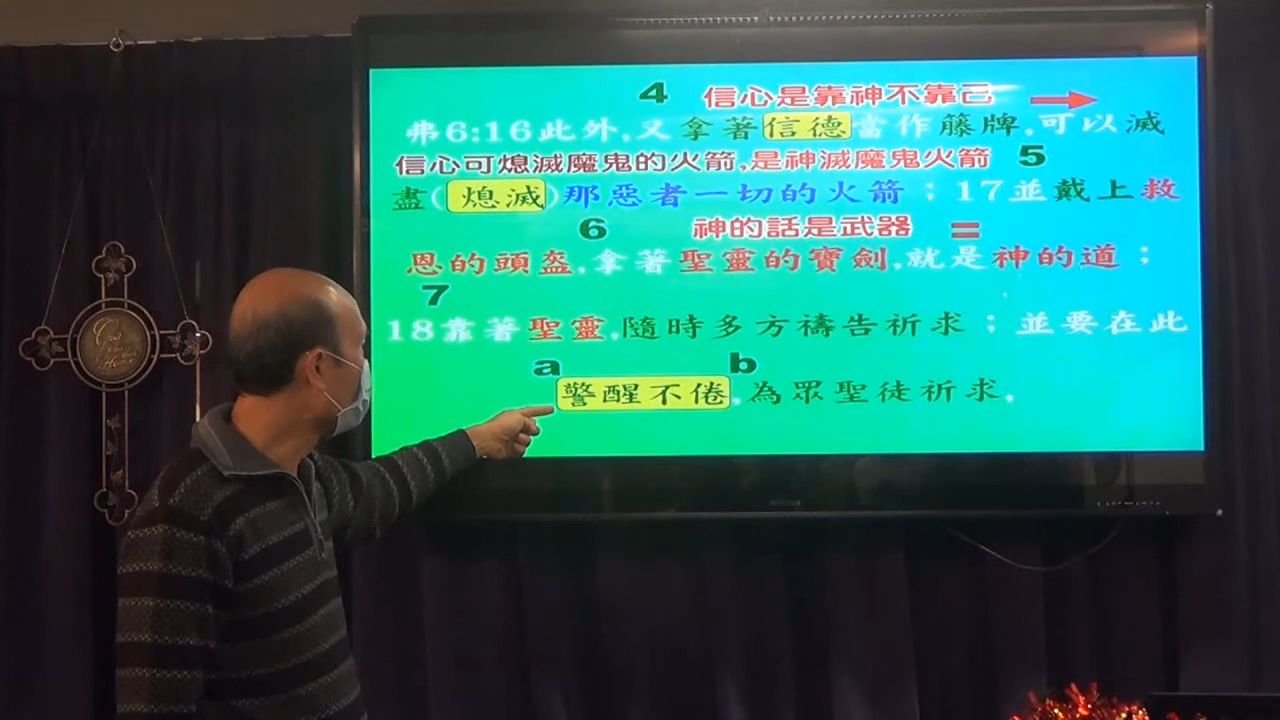 4 信心是靠神不靠己
弗6:16此外,又拿著信德當作籐牌,可以滅
信心可熄滅魔鬼的火箭,是神滅魔鬼火箭 5
盡(熄滅)那惡者一切的火箭；17並戴上救
6 神的話是武器 =
恩的頭盔,拿著聖靈的寶劍,就是神的道；
7
18靠著聖靈,隨時多方禱告祈求；並要在此
a b
警醒不倦,為眾聖徒祈求,
God
Home